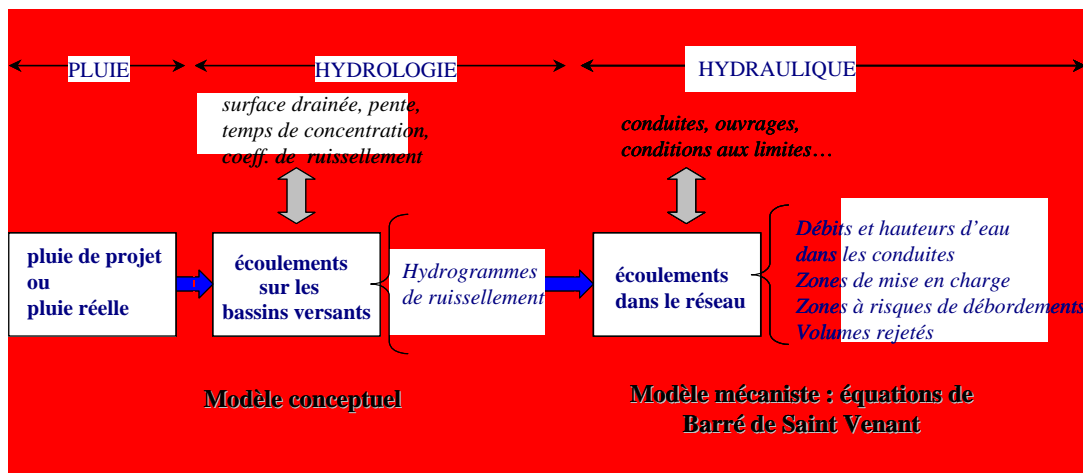 PLUIE
HYDROLOGIE
HYDRAULIQUE
surface drainée, pente,
temps de concentration,
coeff. de ruissellement
conduites, ouvrages,
conditions aux limites…
pluie de projet
ou
pluie réelle
écoulements
sur les
bassins versants
Hydrogrammes
de ruissellement
écoulements
dans le réseau
Débits et hauteurs d’eau
dans les conduites
Zones de mise en charge
Zones à risques de débordements
Volumes rejetés
Modèle conceptuel
Modèle mécaniste : équations de
Barré de Saint Venant